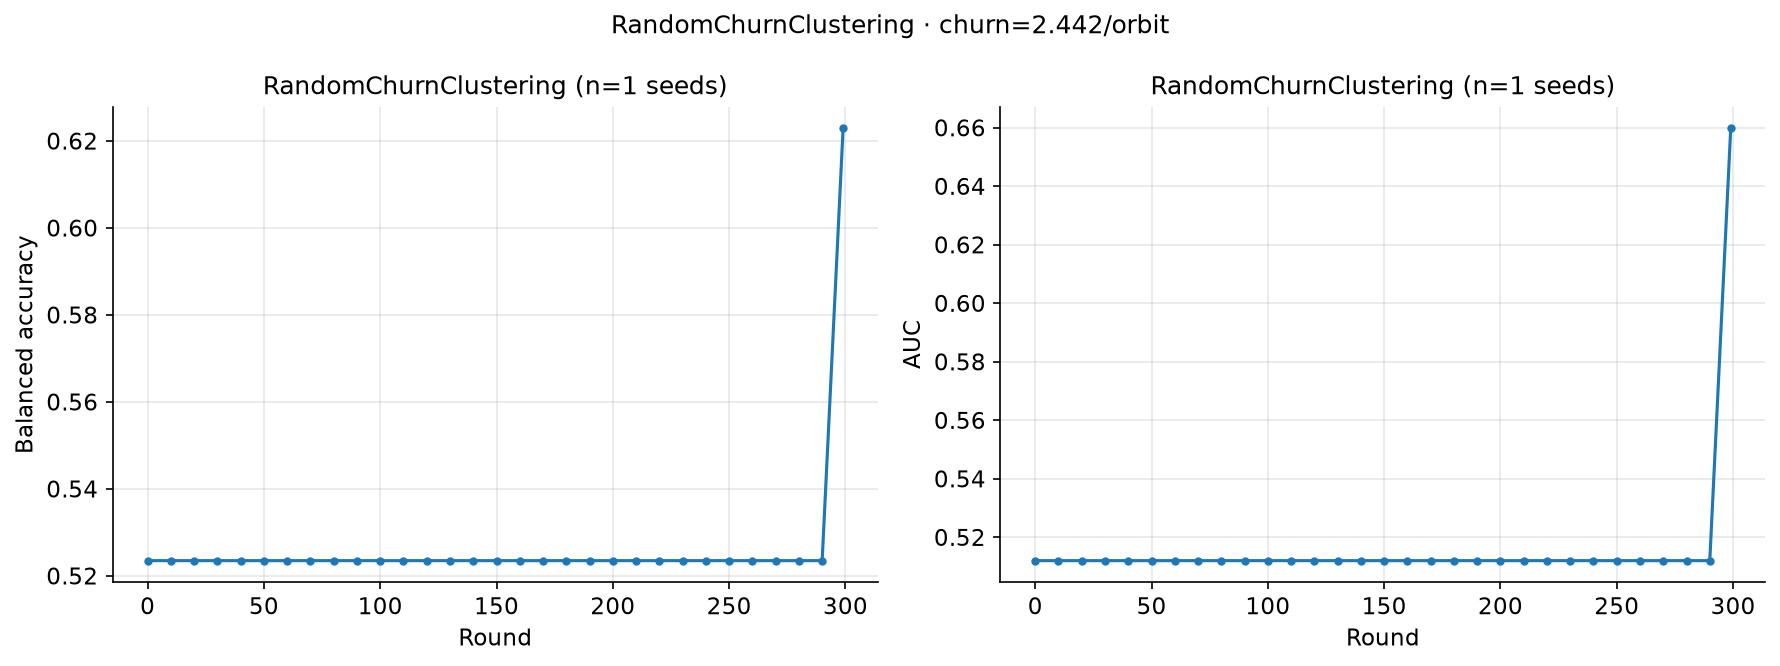 RandomChurnClustering · churn=2.442/orbit
RandomChurnClustering (n=1 seeds)
Balanced accuracy
0.62
0.60
0.58
0.56
0.54
0.52
0 50 100 150 200 250 300
Round
RandomChurnClustering (n=1 seeds)
AUC
0.66
0.64
0.62
0.60
0.58
0.56
0.54
0.52
0 50 100 150 200 250 300
Round